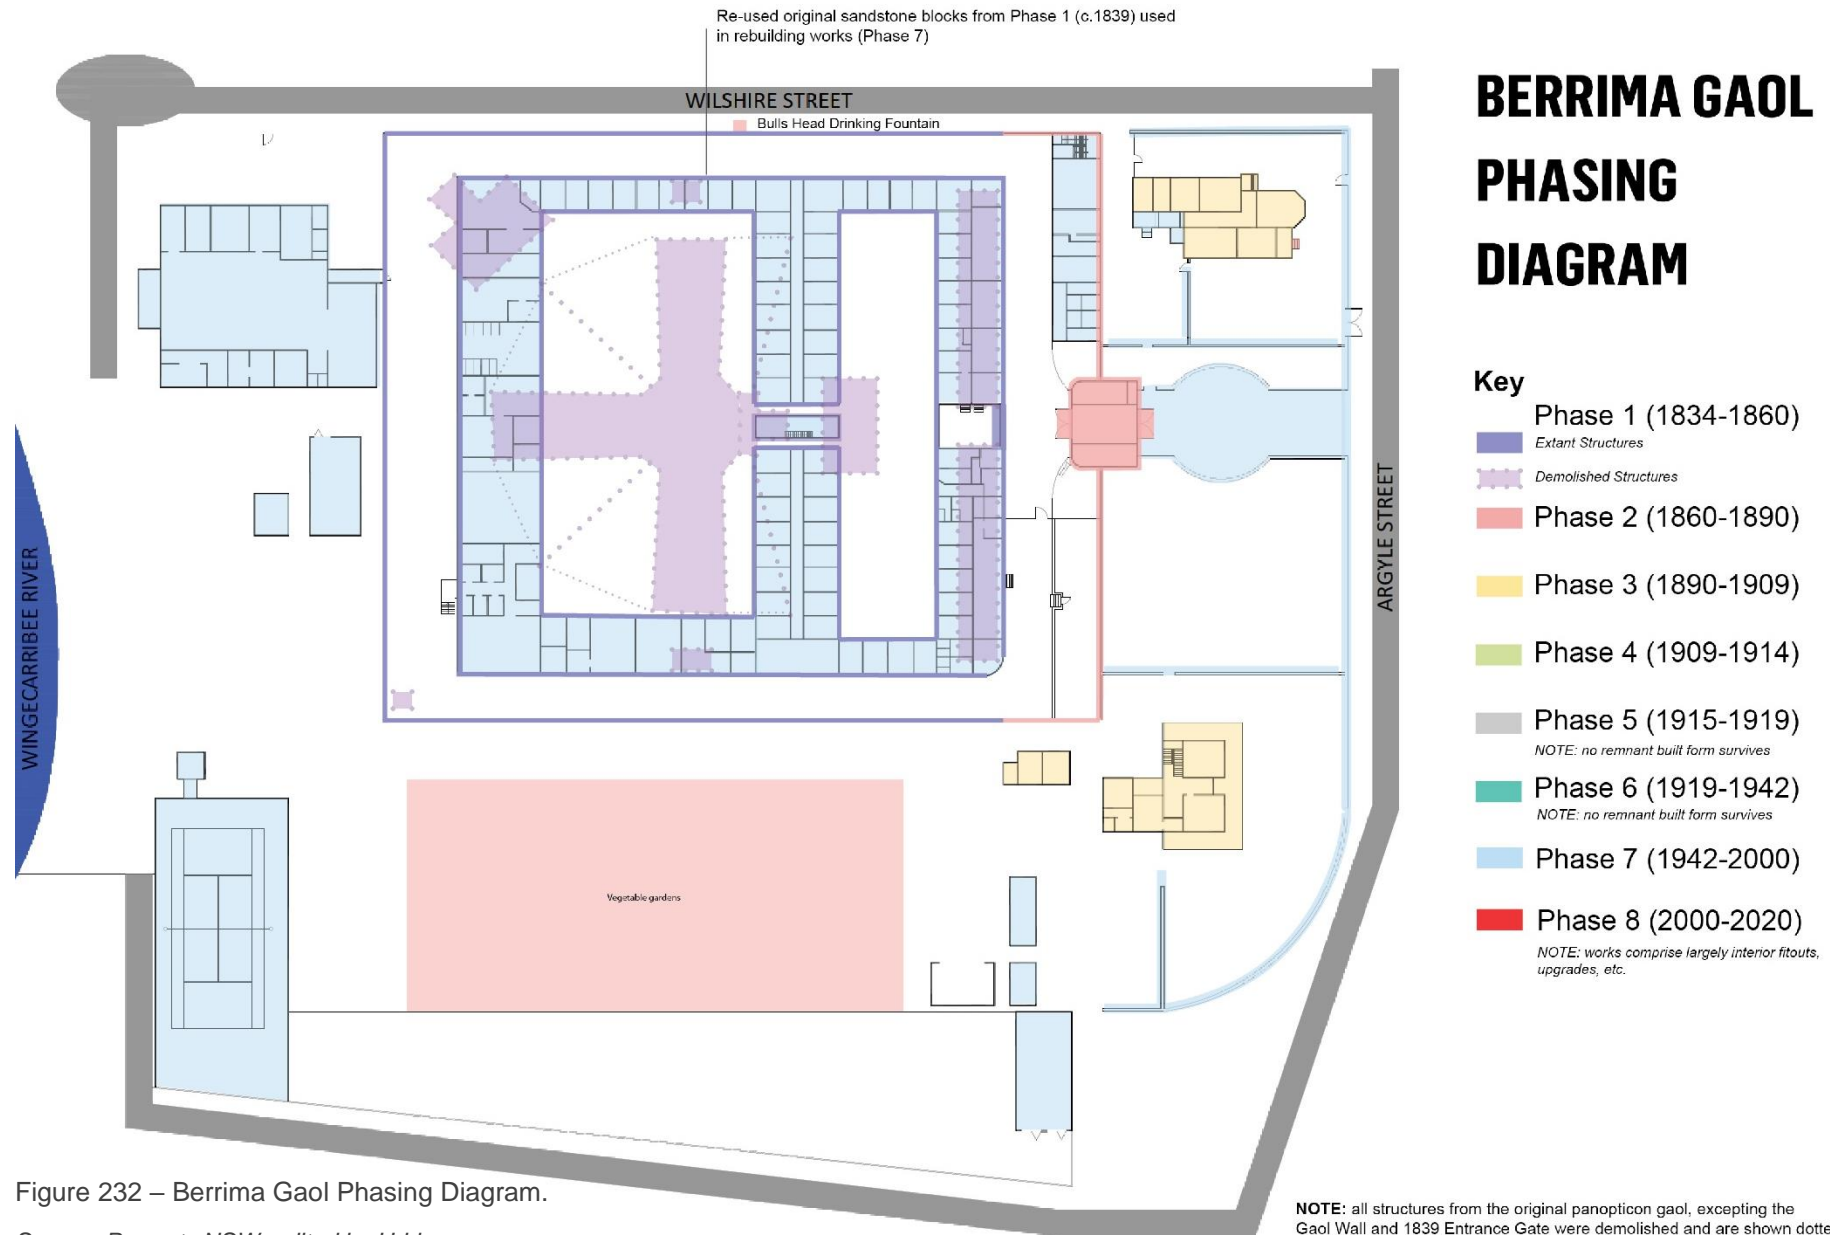 Re-used original sandstone blocks from Phase 1 (c.1839) used
in rebuilding works (Phase 7)
WILSHIRE STREET
Bulls Head Drinking Fountain
BERRIMA GAOL
PHASING
DIAGRAM
Key
Phase 1 (1834-1860)
Extant Structures
Demolished Structures
Phase 2 (1860-1890)
Phase 3 (1890-1909)
Phase 4 (1909-1914)
Phase 5 (1915-1919)
NOTE: no remnant built form survives
Phase 6 (1919-1942)
NOTE: no remnant built form survives
Phase 7 (1942-2000)
Phase 8 (2000-2020)
NOTE: works comprise largely interior fitouts,
upgrades, etc.
ARGYLE STREET
WINGECARRIBEE RIVER
Vegetable gardens
Figure 232 – Berrima Gaol Phasing Diagram.
NOTE: all structures from the original panopticon gaol, excepting the
Gaol Wall and 1839 Entrance Gate were demolished and are shown dotte